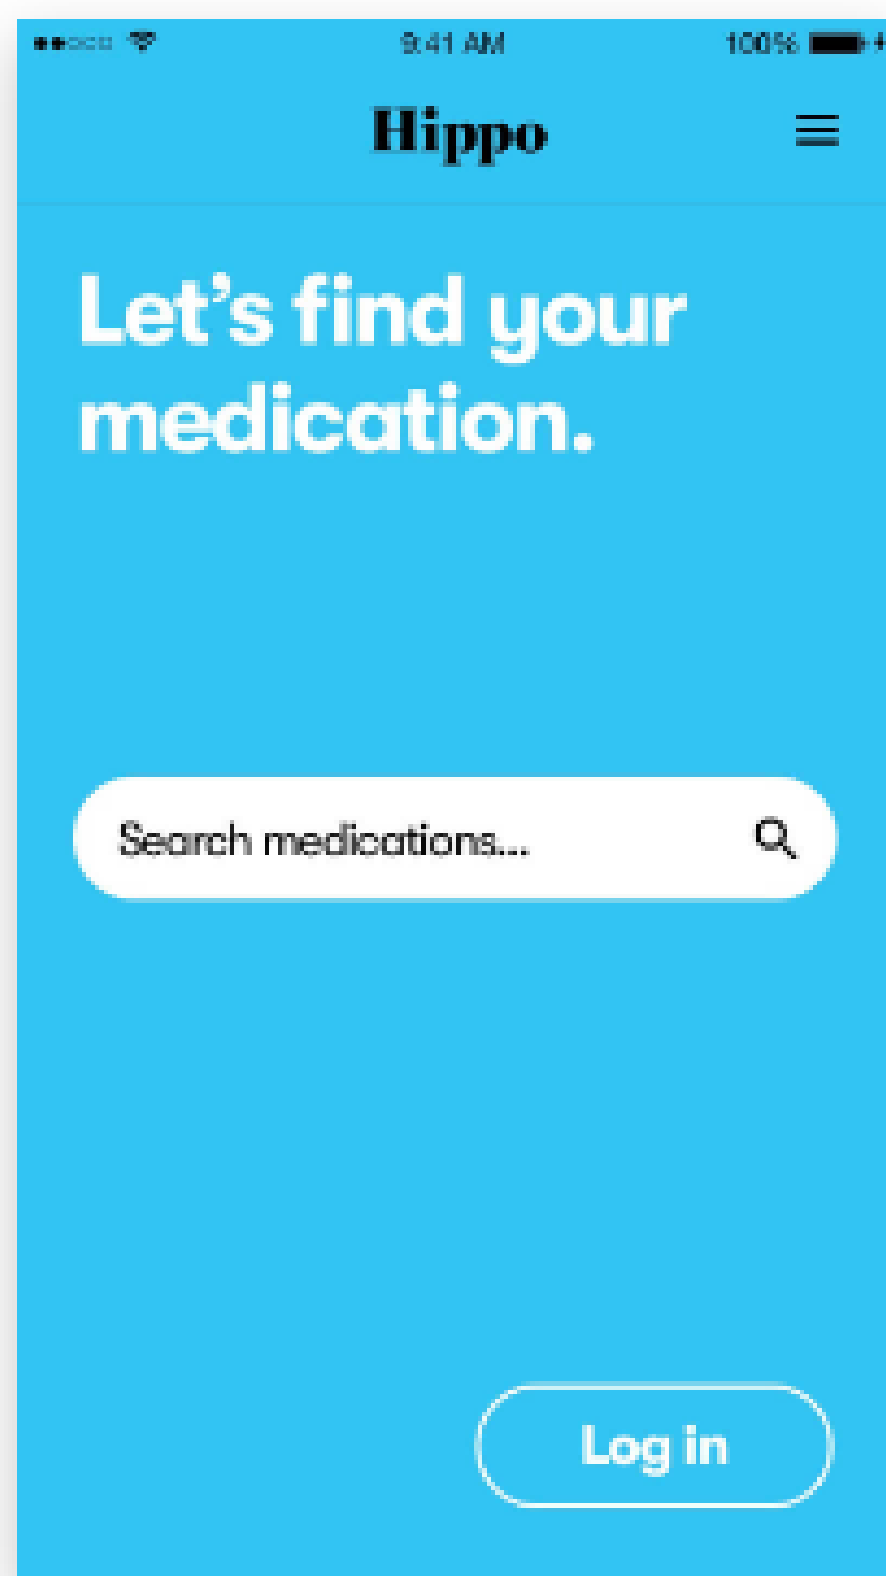 9:41 AM 100%
Hippo
Let’s find your
medication.
Search medications...
Log in